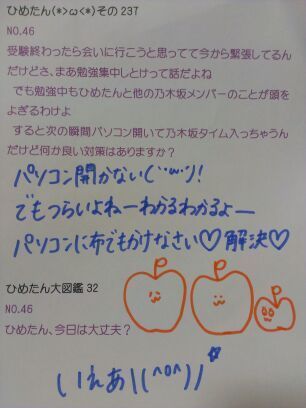 ひめたん(*>ω<*)その237
NO.46
受験終わったら会いに行こうと思ってて今から緊張してるん
だけどさ、まあ勉強集中しとけって話だよね
でも勉強中もひめたんと他の乃木坂メンバーのことが頭
をよぎるわけよ
すると次の瞬間パソコン開いて乃木坂タイム入っちゃうん
だけど何か良い対策はありますか?
パソコン開かない(´･ω･`)!
でもつらいよねーわかるわかるよー
パソコンに布でもかけなさい♡解決♡
ひめたん大図鑑 32
NO.46
ひめたん、今日は大丈夫?
いえあ\\(^o^)/☆